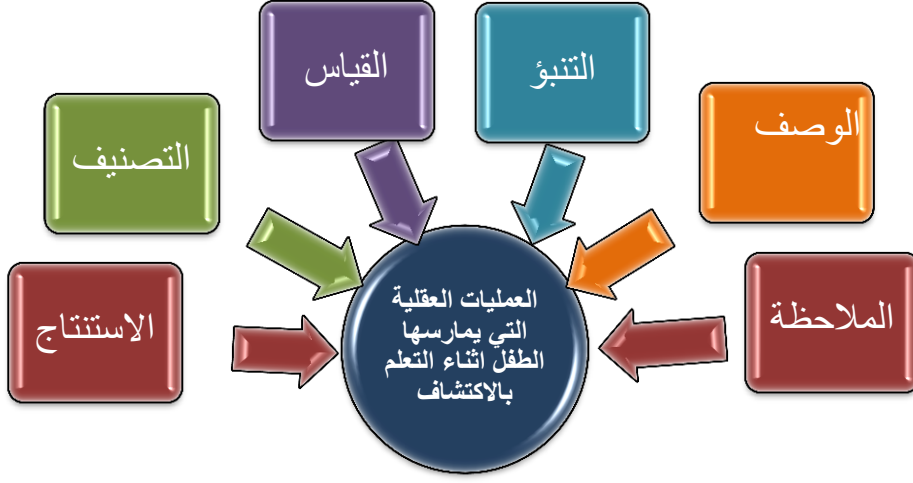 الملاحظة
الوصف
التنبؤ
القياس
التصنيف
الاستنتاج
العمليات العقلية
التي يمارسها
الطفل اثناء التعلم
بالاكتشاف